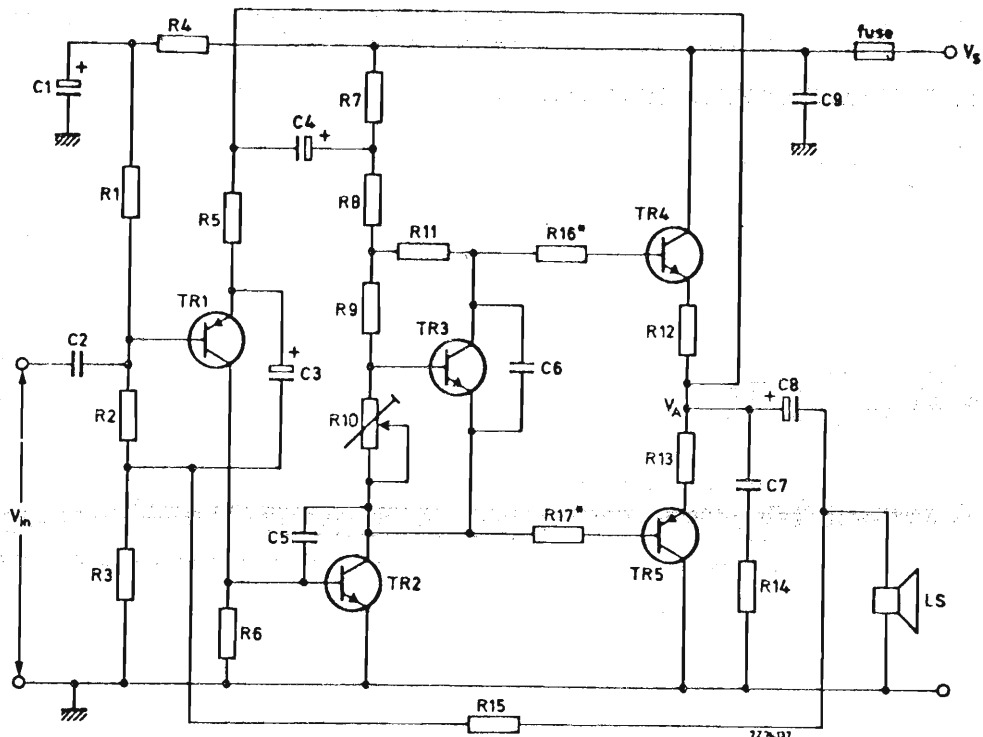 R4
fuse
Vs
C1
+
R7
C9
C4
+
R1
R5
R8
TR4
R11
R16*
TR1
R9
TR3
R12
C2
+
C3
C6
C8
+
R2
R10
VA
R13
C7
Vin
R17*
C5
TR5
R3
TR2
R14
LS
R6
R15